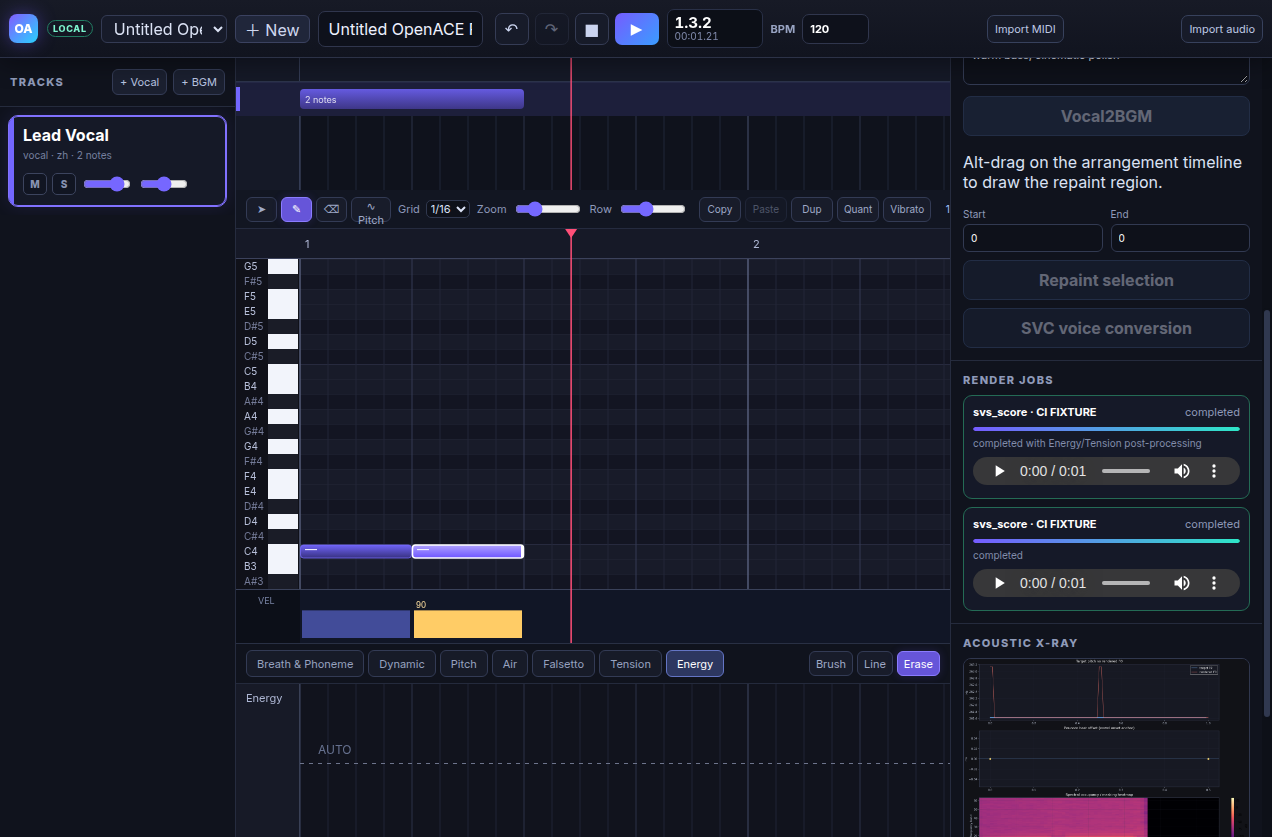 OA
LOCAL
Untitled Ope
+ New
Untitled OpenACE
1.3.2
00:01.21
BPM
120
Import MIDI
Import audio
TRACKS
+ Vocal
+ BGM
Lead Vocal
vocal · zh · 2 notes
M
S
2 notes
Pitch
Grid
1/16
Zoom
Row
Copy
Paste
Dup
Quant
Vibrato
1
1
2
G5
F#5
F5
E5
D#5
D5
C#5
C5
B4
A#4
A4
G#4
G4
F#4
F4
E4
D#4
D4
C#4
C4
B3
A#3
VEL
90
Breath & Phoneme
Dynamic
Pitch
Air
Falsetto
Tension
Energy
Brush
Line
Erase
Energy
AUTO
warm bass, cinematic polish
Vocal2BGM
Alt-drag on the arrangement timeline
to draw the repaint region.
Start
End
0
0
Repaint selection
SVC voice conversion
RENDER JOBS
svs_score · CI FIXTURE
completed
completed with Energy/Tension post-processing
0:00 / 0:01
svs_score · CI FIXTURE
completed
completed
0:00 / 0:01
ACOUSTIC X-RAY